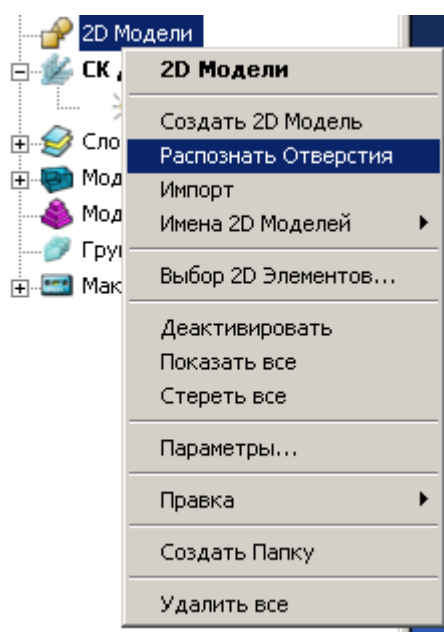 2D Модели
СК
2D Модели
Создать 2D Модель
Сло
Распознать Отверстия
Мод
Импорт
Мод
Имена 2D Моделей
Гру
Мак
Выбор 2D Элементов...
Деактивировать
Показать все
Стереть все
Параметры...
Правка
Создать Папку
Удалить все